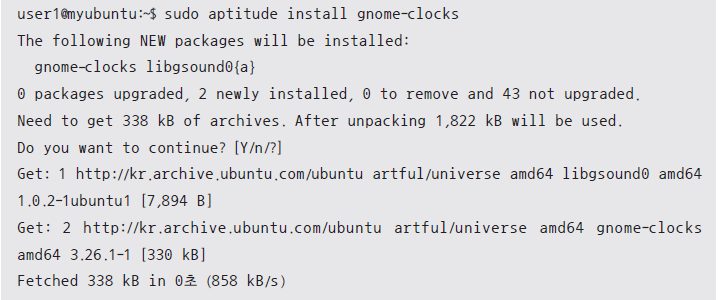 user1@myubuntu:~$ sudo aptitude install gnome-clocks
The following NEW packages will be installed:
  gnome-clocks libgsound0{a}
0 packages upgraded, 2 newly installed, 0 to remove and 43 not upgraded.
Need to get 338 kB of archives. After unpacking 1,822 kB will be used.
Do you want to continue? [Y/n/?]
Get: 1 http://kr.archive.ubuntu.com/ubuntu artful/universe amd64 libgsound0 amd64
1.0.2-1ubuntu1 [7,894 B]
Get: 2 http://kr.archive.ubuntu.com/ubuntu artful/universe amd64 gnome-clocks
amd64 3.26.1-1 [330 kB]
Fetched 338 kB in 0초 (858 kB/s)